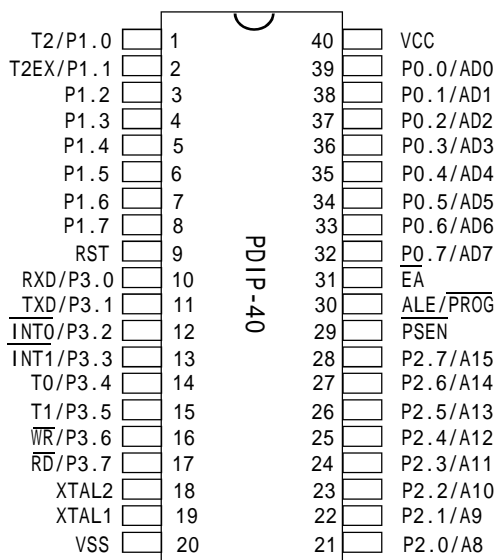 T2/P1.0 1 40 VCC
T2EX/P1.1 2 39 P0.0/AD0
P1.2 3 38 P0.1/AD1
P1.3 4 37 P0.2/AD2
P1.4 5 36 P0.3/AD3
P1.5 6 35 P0.4/AD4
P1.6 7 34 P0.5/AD5
P1.7 8 33 P0.6/AD6
RST 9 32 P0.7/AD7
RXD/P3.0 10 31 E̅A̅
TXD/P3.1 11 30 ALE/P̅R̅O̅G̅
I̅N̅T̅0̅/P3.2 12 29 P̅S̅E̅N̅
I̅N̅T̅1̅/P3.3 13 28 P2.7/A15
T0/P3.4 14 27 P2.6/A14
T1/P3.5 15 26 P2.5/A13
W̅R̅/P3.6 16 25 P2.4/A12
R̅D̅/P3.7 17 24 P2.3/A11
XTAL2 18 23 P2.2/A10
XTAL1 19 22 P2.1/A9
VSS 20 21 P2.0/A8
PDIP-40